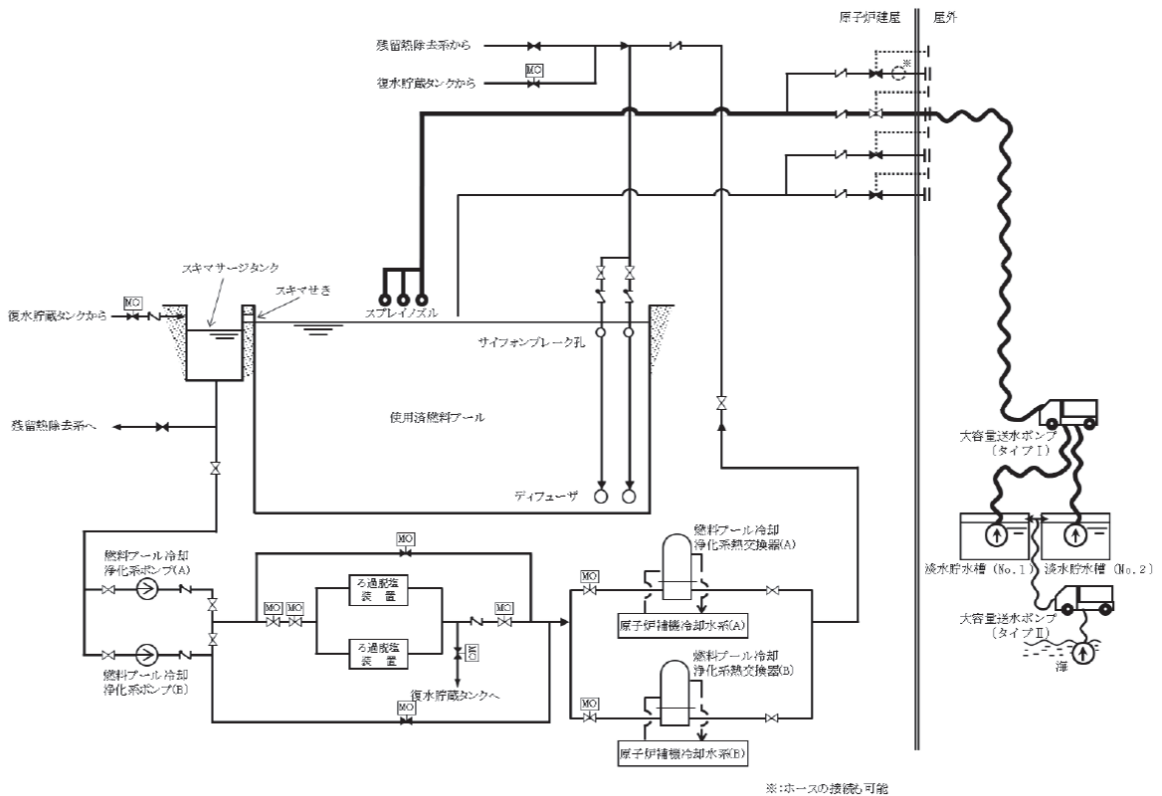 原子炉建屋
屋外
残留熱除去系から
※
MO
復水貯蔵タンクから
スキマサージタンク
スキマせき
MO
復水貯蔵タンクから
スプレイノズル
サイフォンブレーク孔
使用済燃料プール
残留熱除去系へ
大容量送水ポンプ
(タイプⅠ)
ディフューザ
燃料プール冷却
浄化系ポンプ(A)
MO
燃料プール冷却
浄化系熱交換器(A)
淡水貯水槽 (No.1)
淡水貯水槽 (No.2)
ろ過脱塩
装置
MO
MO
MO
MO
原子炉補機冷却水系(A)
大容量送水ポンプ
(タイプⅡ)
海
ろ過脱塩
装置
MO
燃料プール冷却
浄化系ポンプ(B)
復水貯蔵タンクへ
燃料プール冷却
浄化系熱交換器(B)
MO
MO
原子炉補機冷却水系(B)
※:ホースの接続も可能